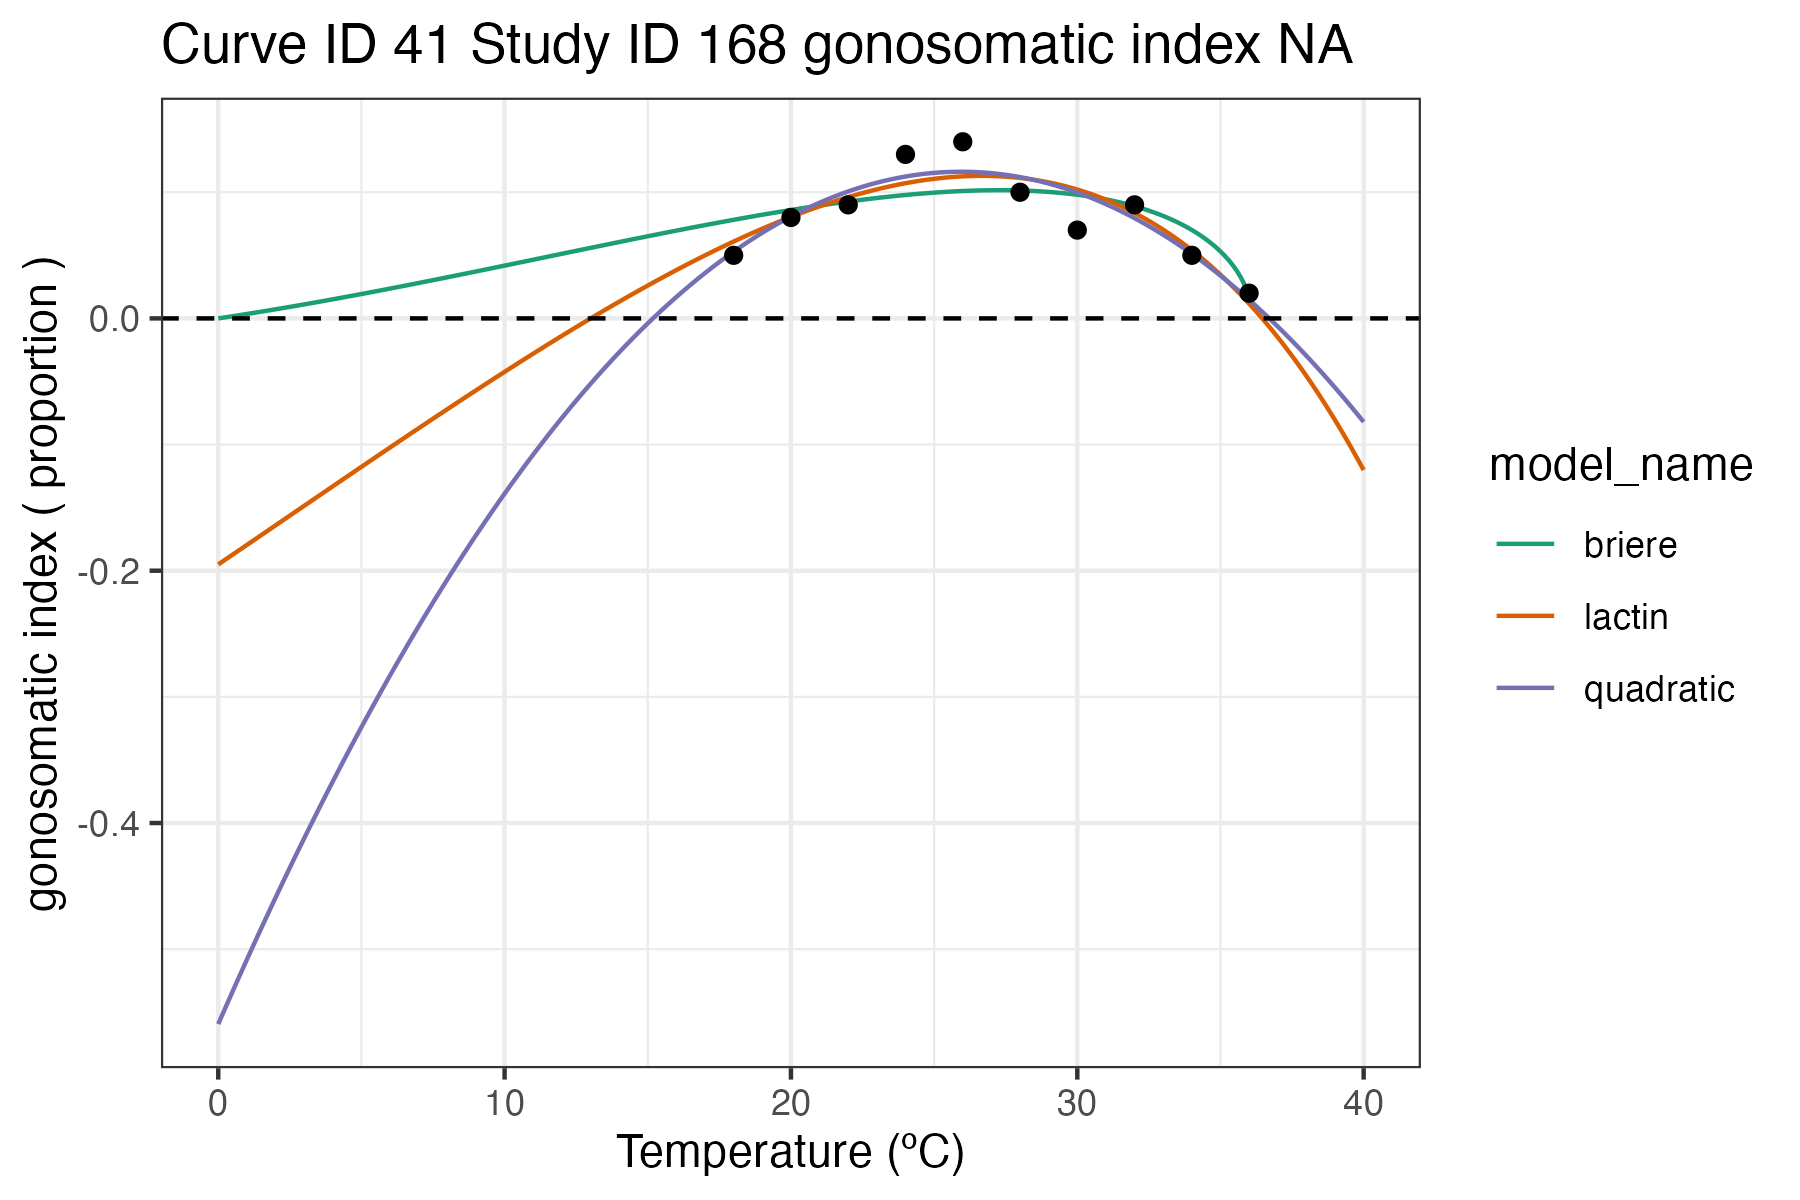 Curve ID 41 Study ID 168 gonosomatic index NA
gonosomatic index ( proportion )
0.0
-0.2
-0.4
0
10
20
30
40
Temperature (ºC)
model_name
briere
lactin
quadratic